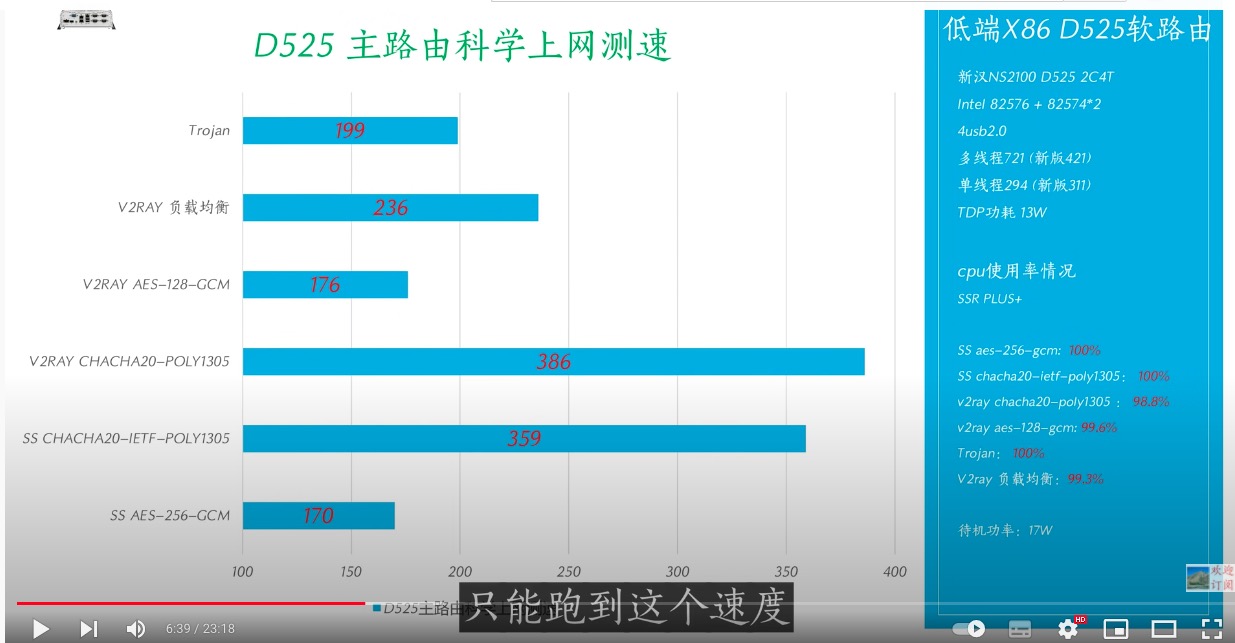 D525 主路由科学上网测速
Trojan
199
V2RAY 负载均衡
236
V2RAY AES-128-GCM
176
V2RAY CHACHA20-POLY1305
386
SS CHACHA20-IETF-POLY1305
359
SS AES-256-GCM
170
100 150 200 250 300 350 400
D525主路由科学上网测速
只能跑到这个速度
低端X86 D525软路由
新汉NS2100 D525 2C4T
Intel 82576 + 82574*2
4usb2.0
多线程721 (新版421)
单线程294 (新版311)
TDP功耗 13W
cpu使用率情况
SSR PLUS+
SS aes-256-gcm: 100%
SS chacha20-ietf-poly1305: 100%
v2ray chacha20-poly1305 : 98.8%
v2ray aes-128-gcm: 99.6%
Trojan: 100%
V2ray 负载均衡: 99.3%
待机功率: 17W
欢迎
订阅
6:39 / 23:18
HD